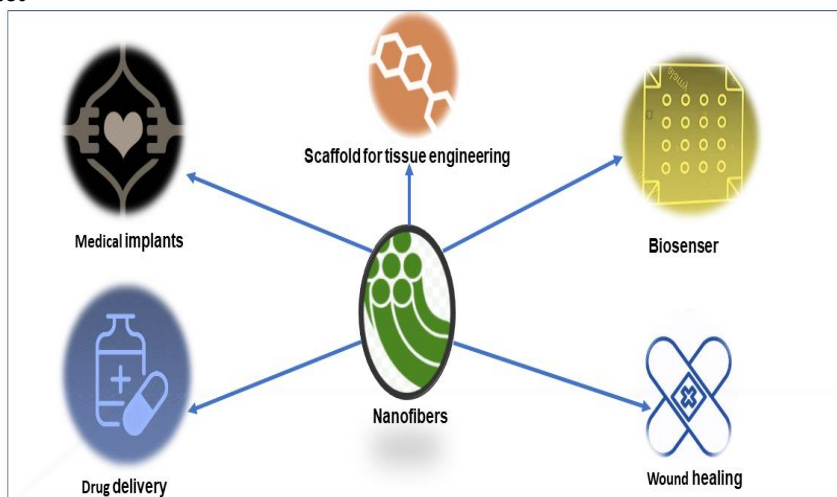 Scaffold for tissue engineering
Medical implants
Biosenser
Nanofibers
Drug delivery
Wound healing